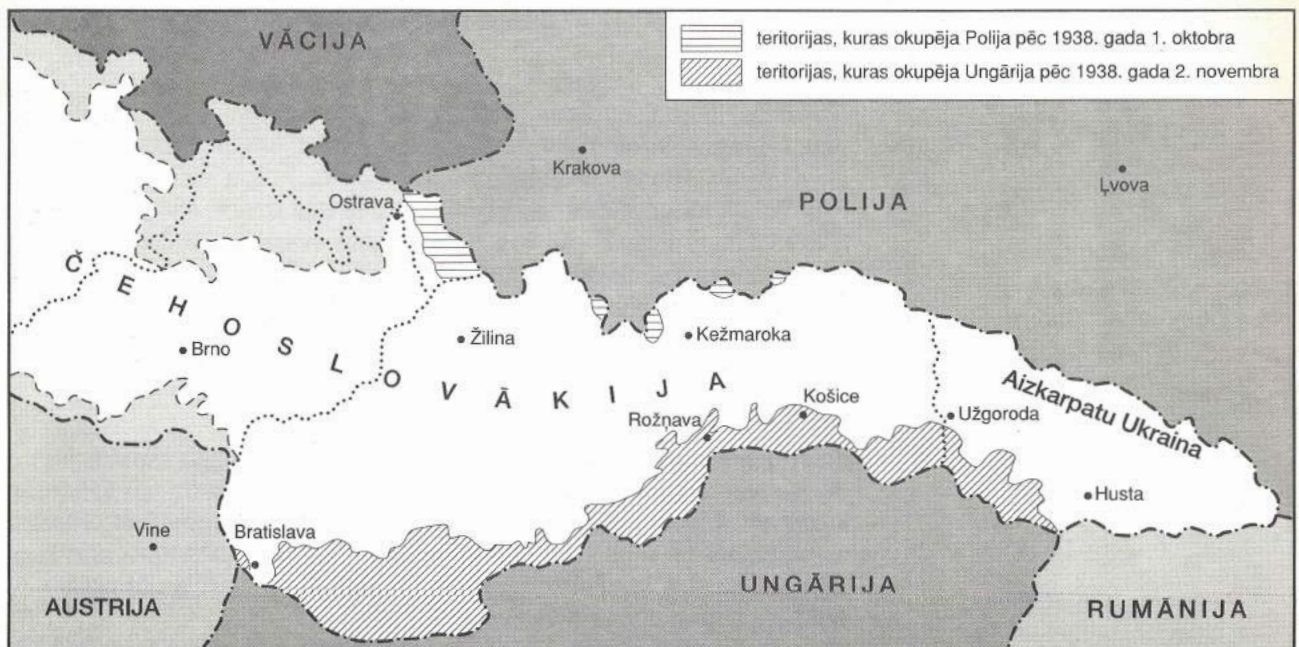 VĀCIJA
teritorijas, kuras okupēja Polija pēc 1938. gada 1. oktobra
teritorijas, kuras okupēja Ungārija pēc 1938. gada 2. novembra
Krakova
Ļvova
Ostrava
POLIJA
ČEHOSLOVĀKIJA
Brno
Žilina
Kežmaroka
Aizkarpatu Ukraina
Rožņava
Košice
Užgoroda
Husta
Vīne
Bratislava
UNGĀRIJA
AUSTRIJA
RUMĀNIJA